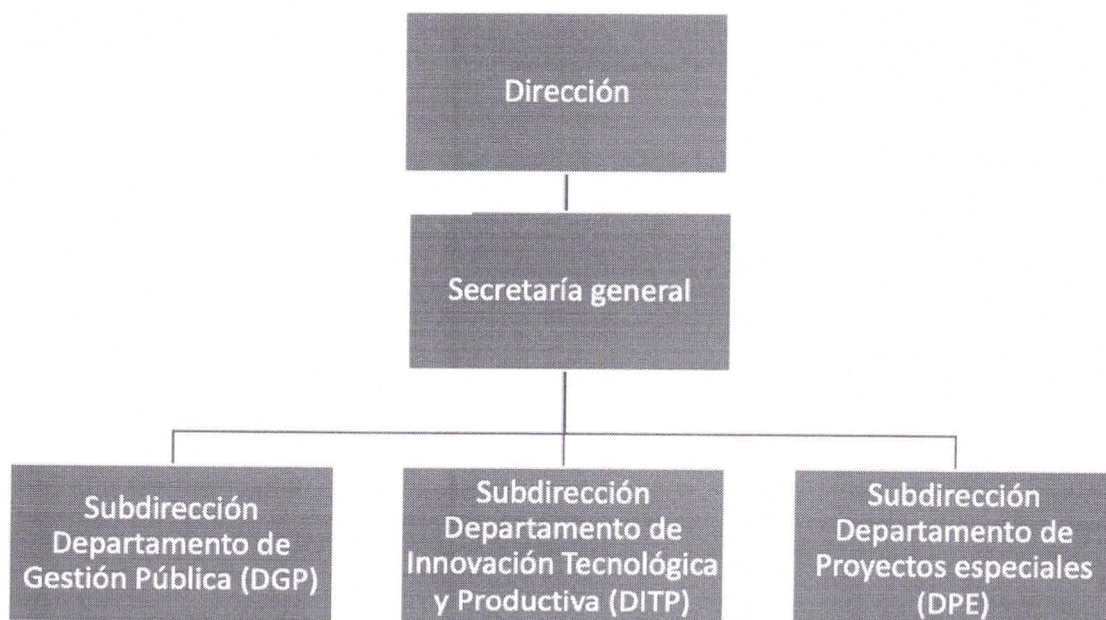 Dirección
Secretaría general
Subdirección
Departamento de
Gestión Pública (DGP)
Subdirección
Departamento de
Innovación Tecnológica
y Productiva (DITP)
Subdirección
Departamento de
Proyectos especiales
(DPE)